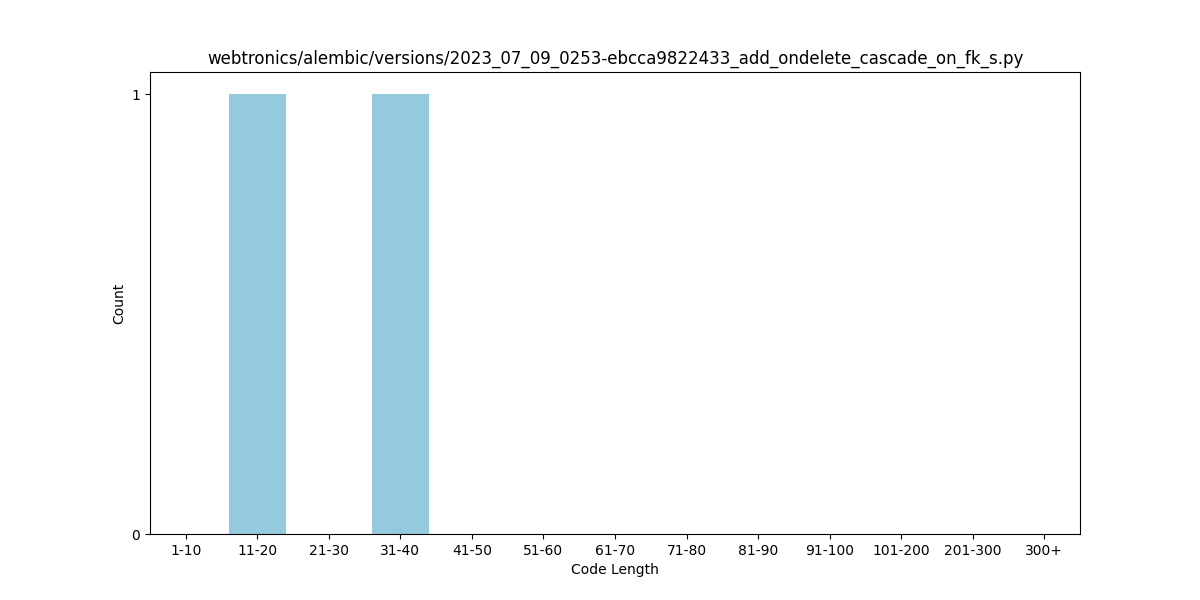 webtronics/alembic/versions/2023_07_09_0253-ebcca9822433_add_ondelete_cascade_on_fk_s.py
1
Count
0
1-10 11-20 21-30 31-40 41-50 51-60 61-70 71-80 81-90 91-100 101-200 201-300 300+
Code Length